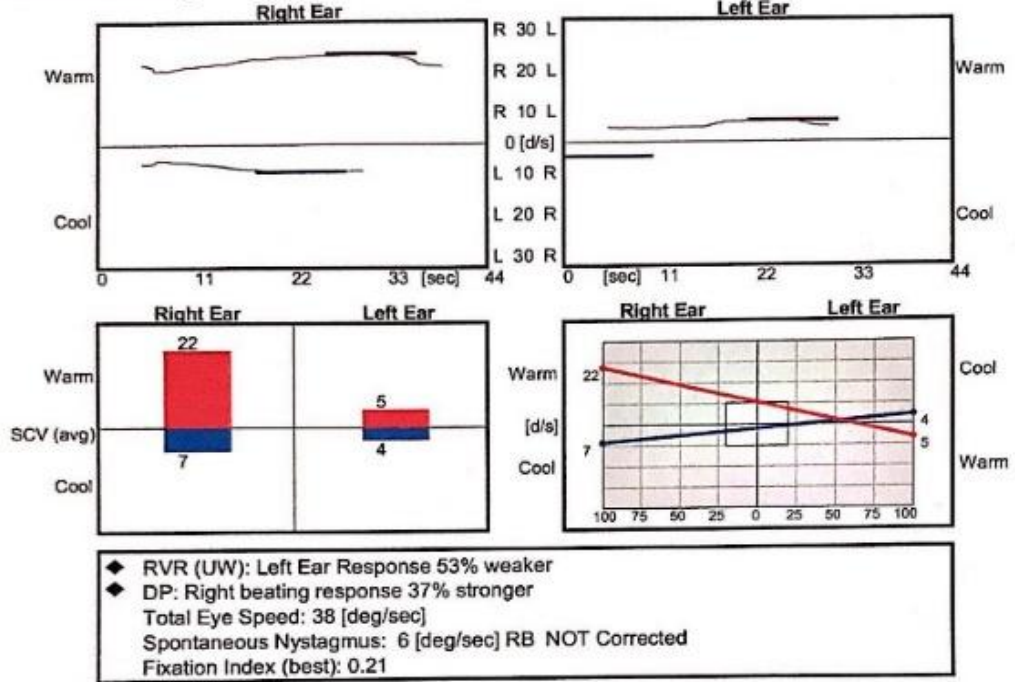 Right Ear
Left Ear
R 30 L
Warm
R 20 L
Warm
R 10 L
0 [d/s]
L 10 R
Cool
L 20 R
Cool
L 30 R
0 11 22 33 [sec] 44
0 [sec] 11 22 33 44
Right Ear Left Ear
22
Warm
5
SCV (avg)
4
7
Cool
Right Ear Left Ear
Warm
Cool
22
[d/s]
4
5
7
Cool
Warm
100 75 50 25 0 25 50 75 100
◆ RVR (UW): Left Ear Response 53% weaker
◆ DP: Right beating response 37% stronger
Total Eye Speed: 38 [deg/sec]
Spontaneous Nystagmus: 6 [deg/sec] RB NOT Corrected
Fixation Index (best): 0.21